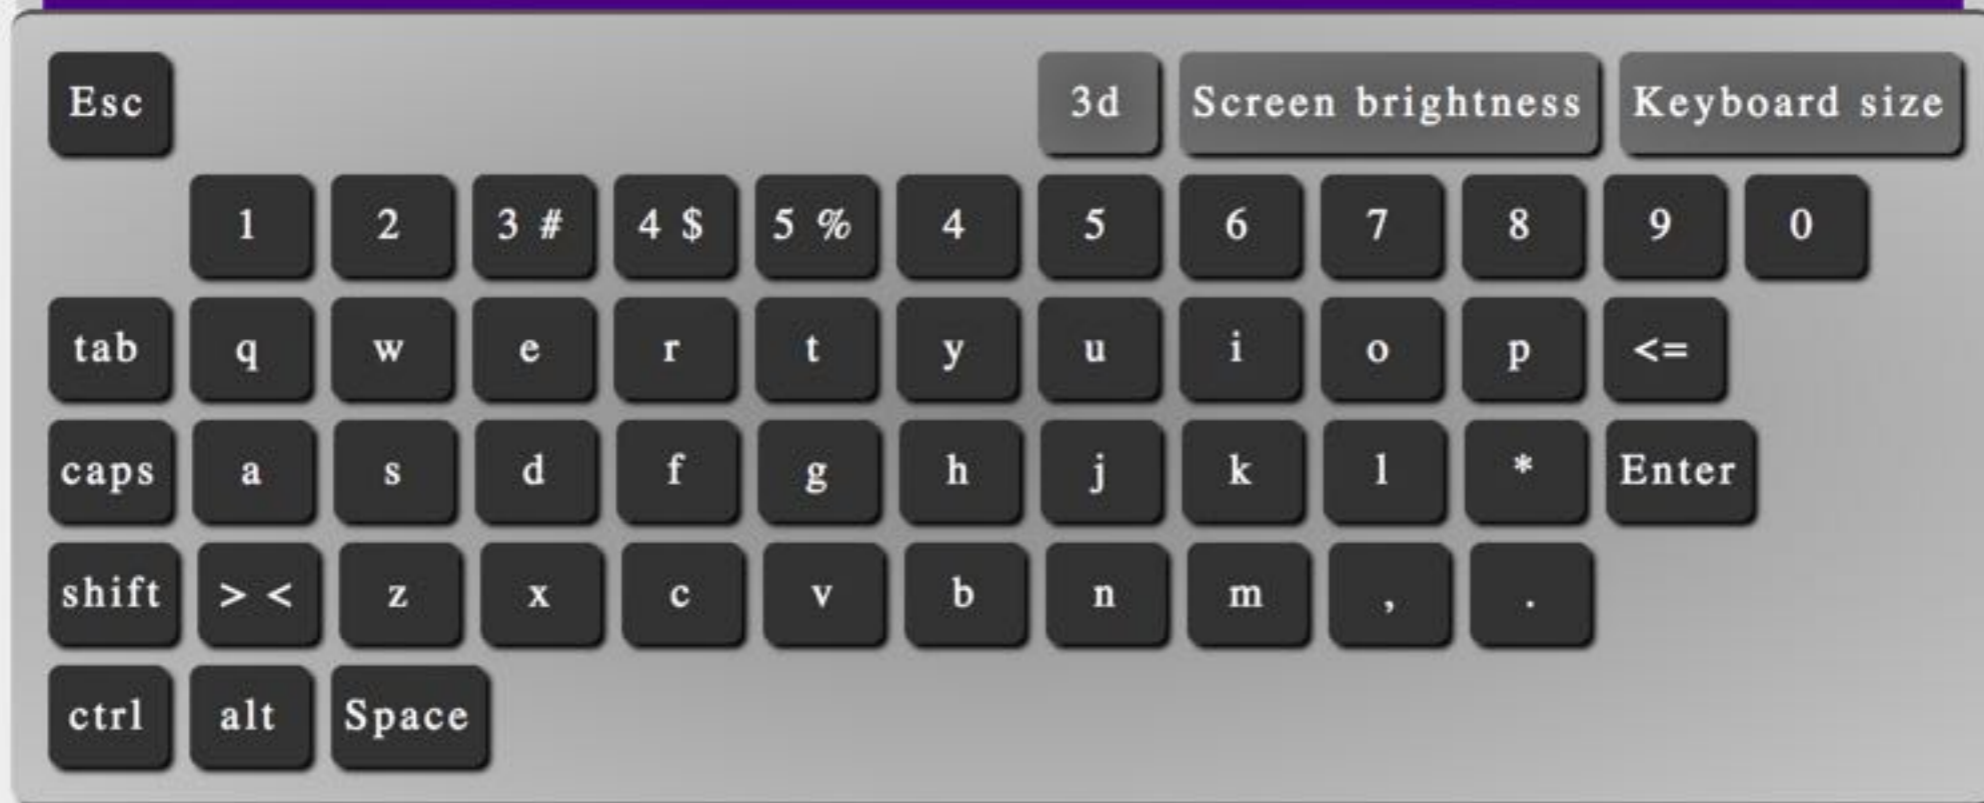 Esc 3d Screen brightness Keyboard size
1 2 3 # 4 $ 5 % 4 5 6 7 8 9 0
tab q w e r t y u i o p <=
caps a s d f g h j k l * Enter
shift > < z x c v b n m , .
ctrl alt Space